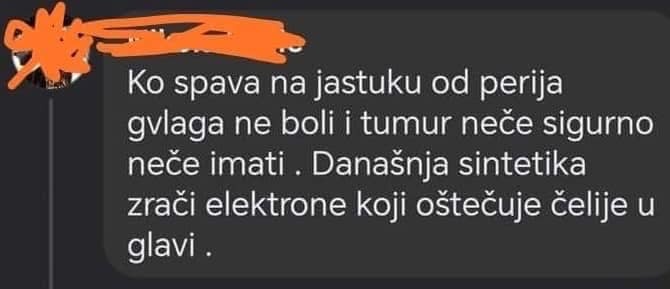 Ko spava na jastuku od perija
gvlaga ne boli i tumur neče sigurno
neče imati . Današnja sintetika
zrači elektrone koji oštečuje čelije u
glavi .